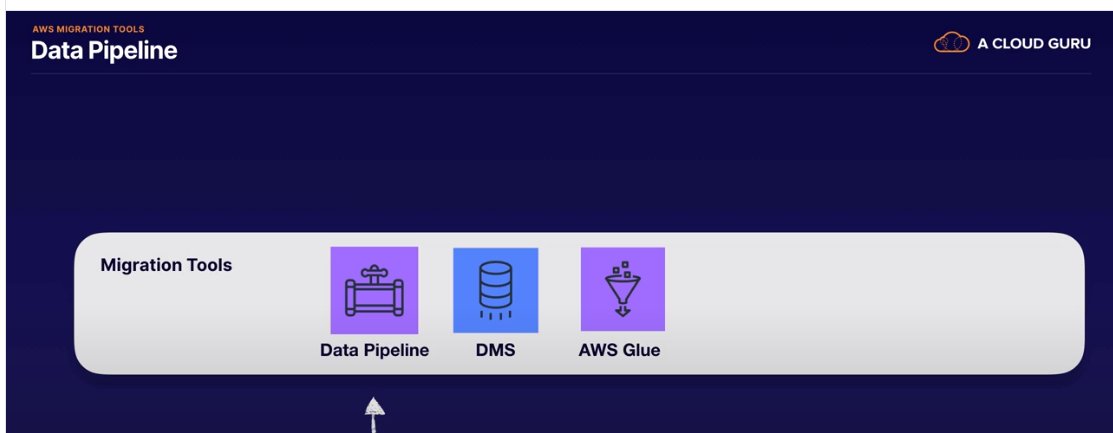 AWS MIGRATION TOOLS
Data Pipeline
A CLOUD GURU
Migration Tools
Data Pipeline
DMS
AWS Glue